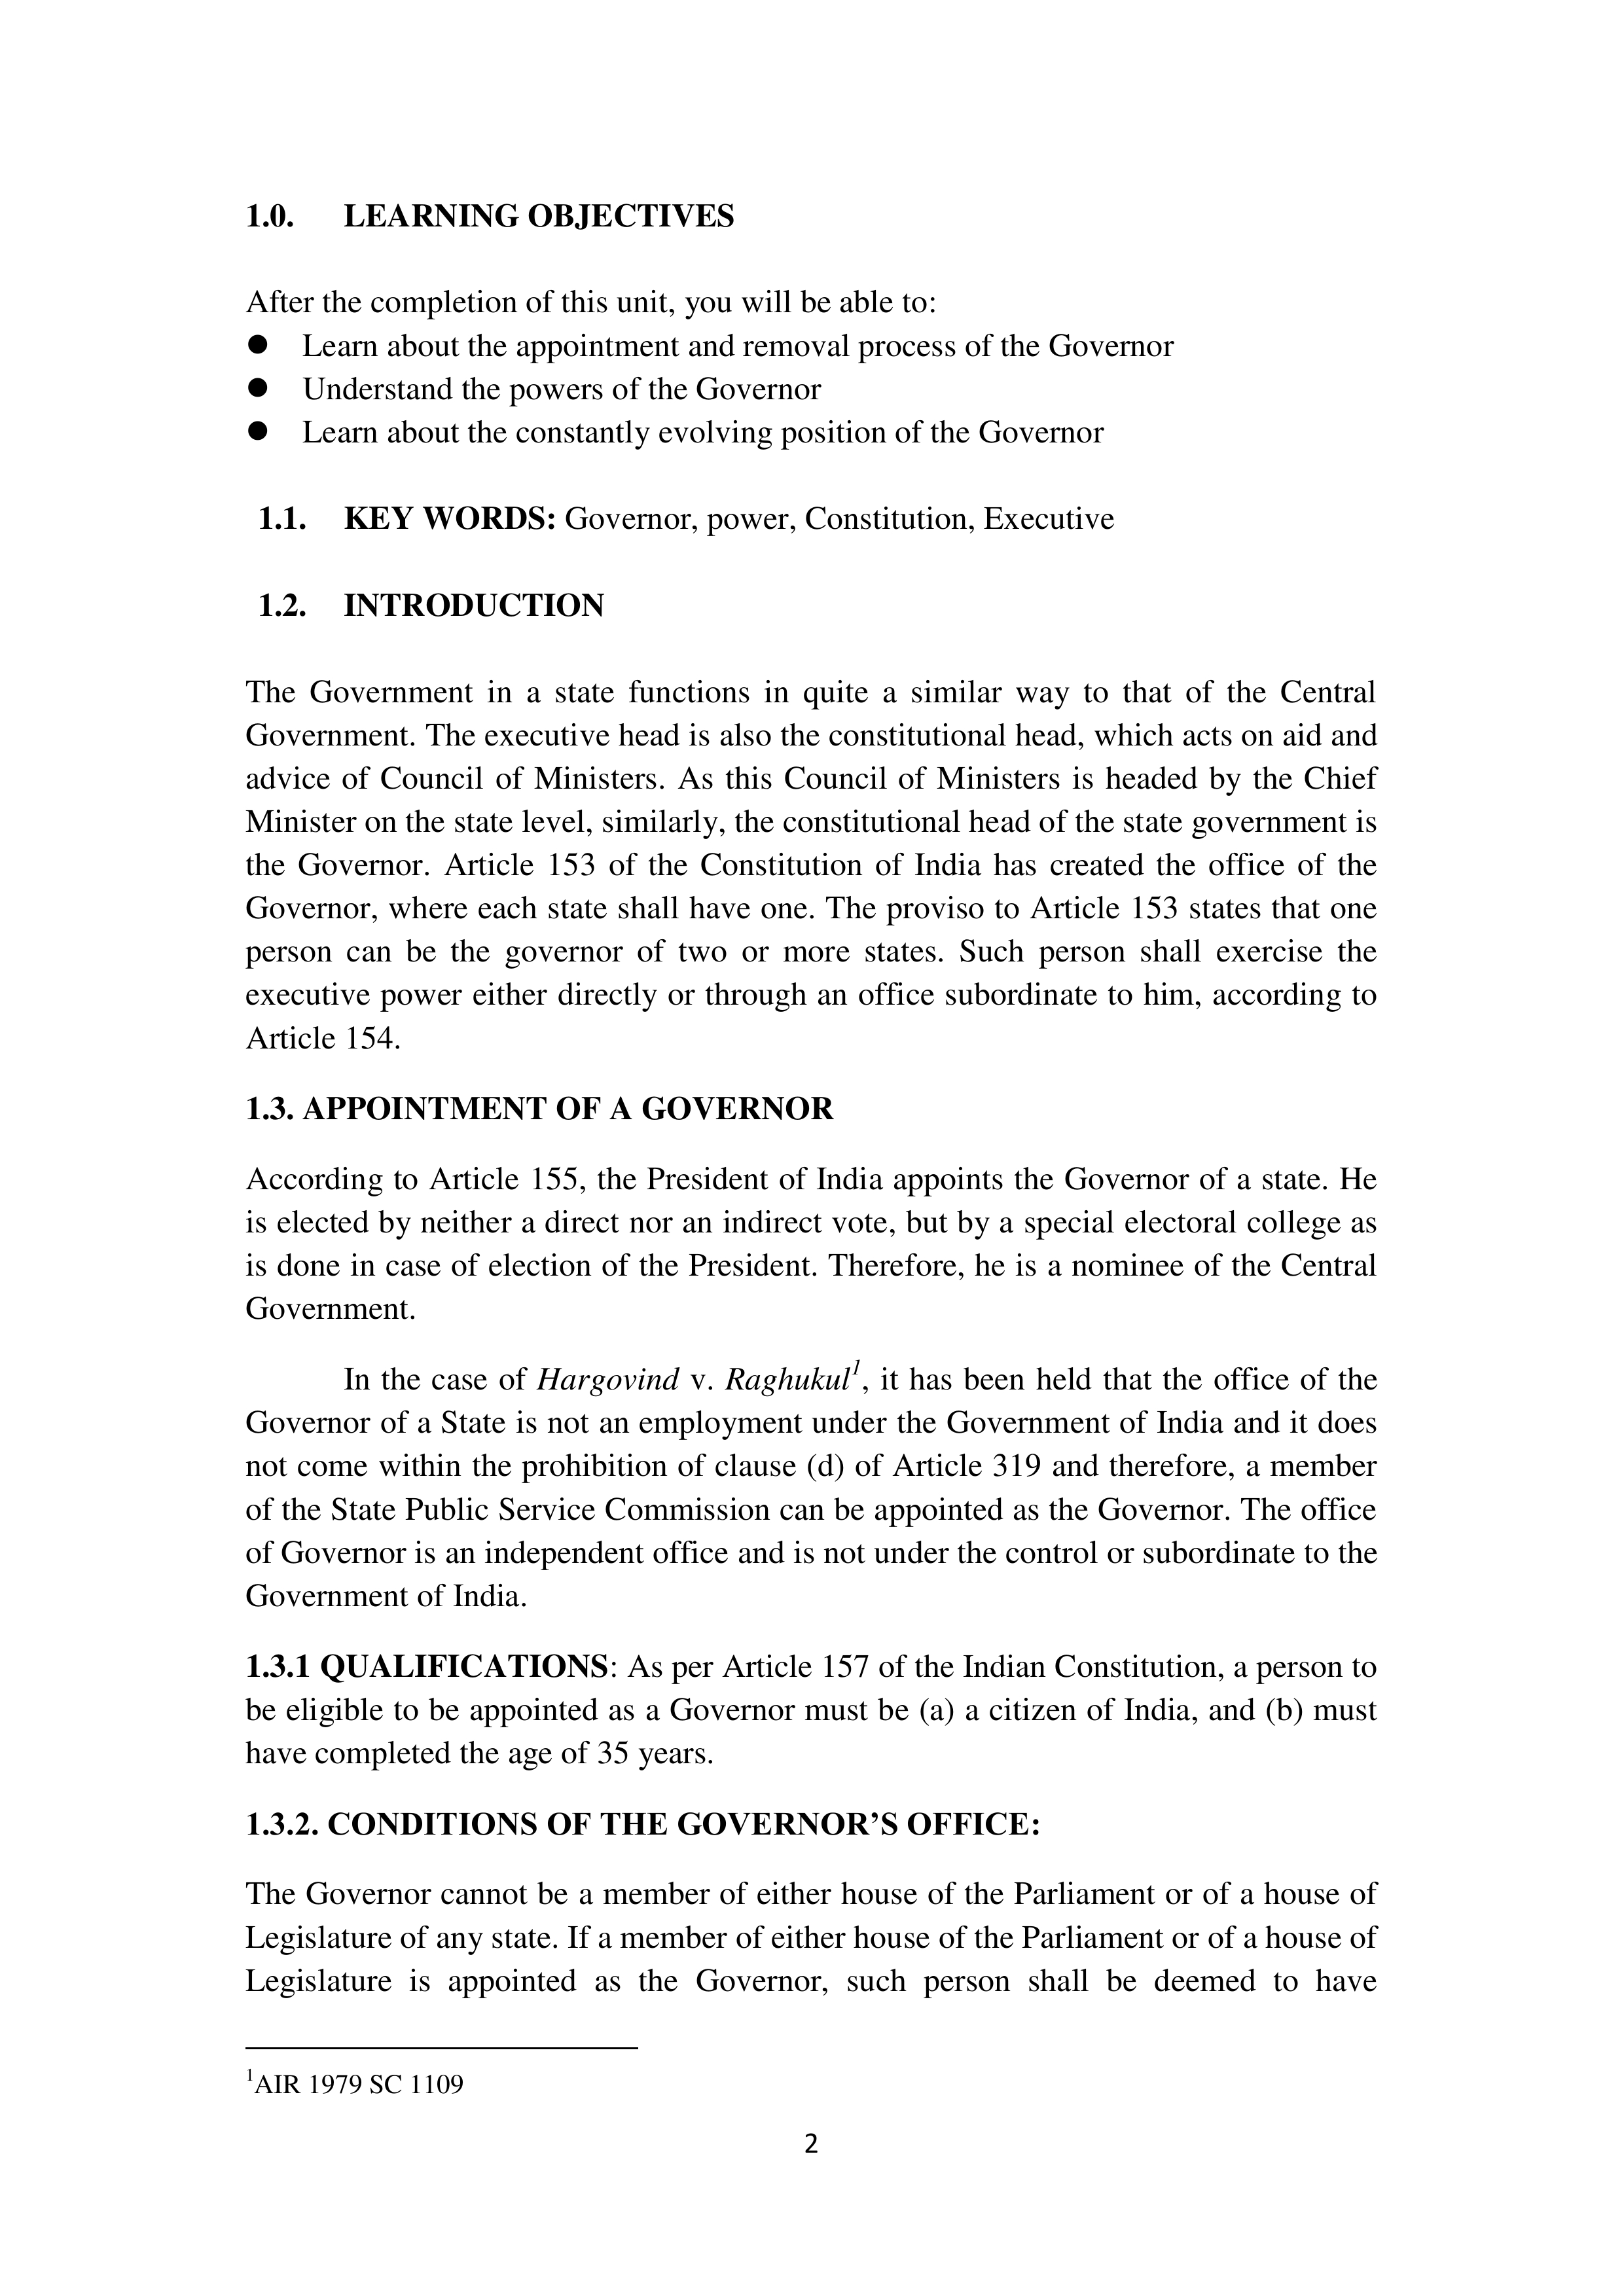 1.0. LEARNING OBJECTIVES
After the completion of this unit, you will be able to:
● Learn about the appointment and removal process of the Governor
● Understand the powers of the Governor
● Learn about the constantly evolving position of the Governor
1.1. KEY WORDS: Governor, power, Constitution, Executive
1.2. INTRODUCTION
The Government in a state functions in quite a similar way to that of the Central
Government. The executive head is also the constitutional head, which acts on aid and
advice of Council of Ministers. As this Council of Ministers is headed by the Chief
Minister on the state level, similarly, the constitutional head of the state government is
the Governor. Article 153 of the Constitution of India has created the office of the
Governor, where each state shall have one. The proviso to Article 153 states that one
person can be the governor of two or more states. Such person shall exercise the
executive power either directly or through an office subordinate to him, according to
Article 154.
1.3. APPOINTMENT OF A GOVERNOR
According to Article 155, the President of India appoints the Governor of a state. He
is elected by neither a direct nor an indirect vote, but by a special electoral college as
is done in case of election of the President. Therefore, he is a nominee of the Central
Government.
In the case of Hargovind v. Raghukul1, it has been held that the office of the
Governor of a State is not an employment under the Government of India and it does
not come within the prohibition of clause (d) of Article 319 and therefore, a member
of the State Public Service Commission can be appointed as the Governor. The office
of Governor is an independent office and is not under the control or subordinate to the
Government of India.
1.3.1 QUALIFICATIONS: As per Article 157 of the Indian Constitution, a person to
be eligible to be appointed as a Governor must be (a) a citizen of India, and (b) must
have completed the age of 35 years.
1.3.2. CONDITIONS OF THE GOVERNOR’S OFFICE:
The Governor cannot be a member of either house of the Parliament or of a house of
Legislature of any state. If a member of either house of the Parliament or of a house of
Legislature is appointed as the Governor, such person shall be deemed to have
1AIR 1979 SC 1109
2